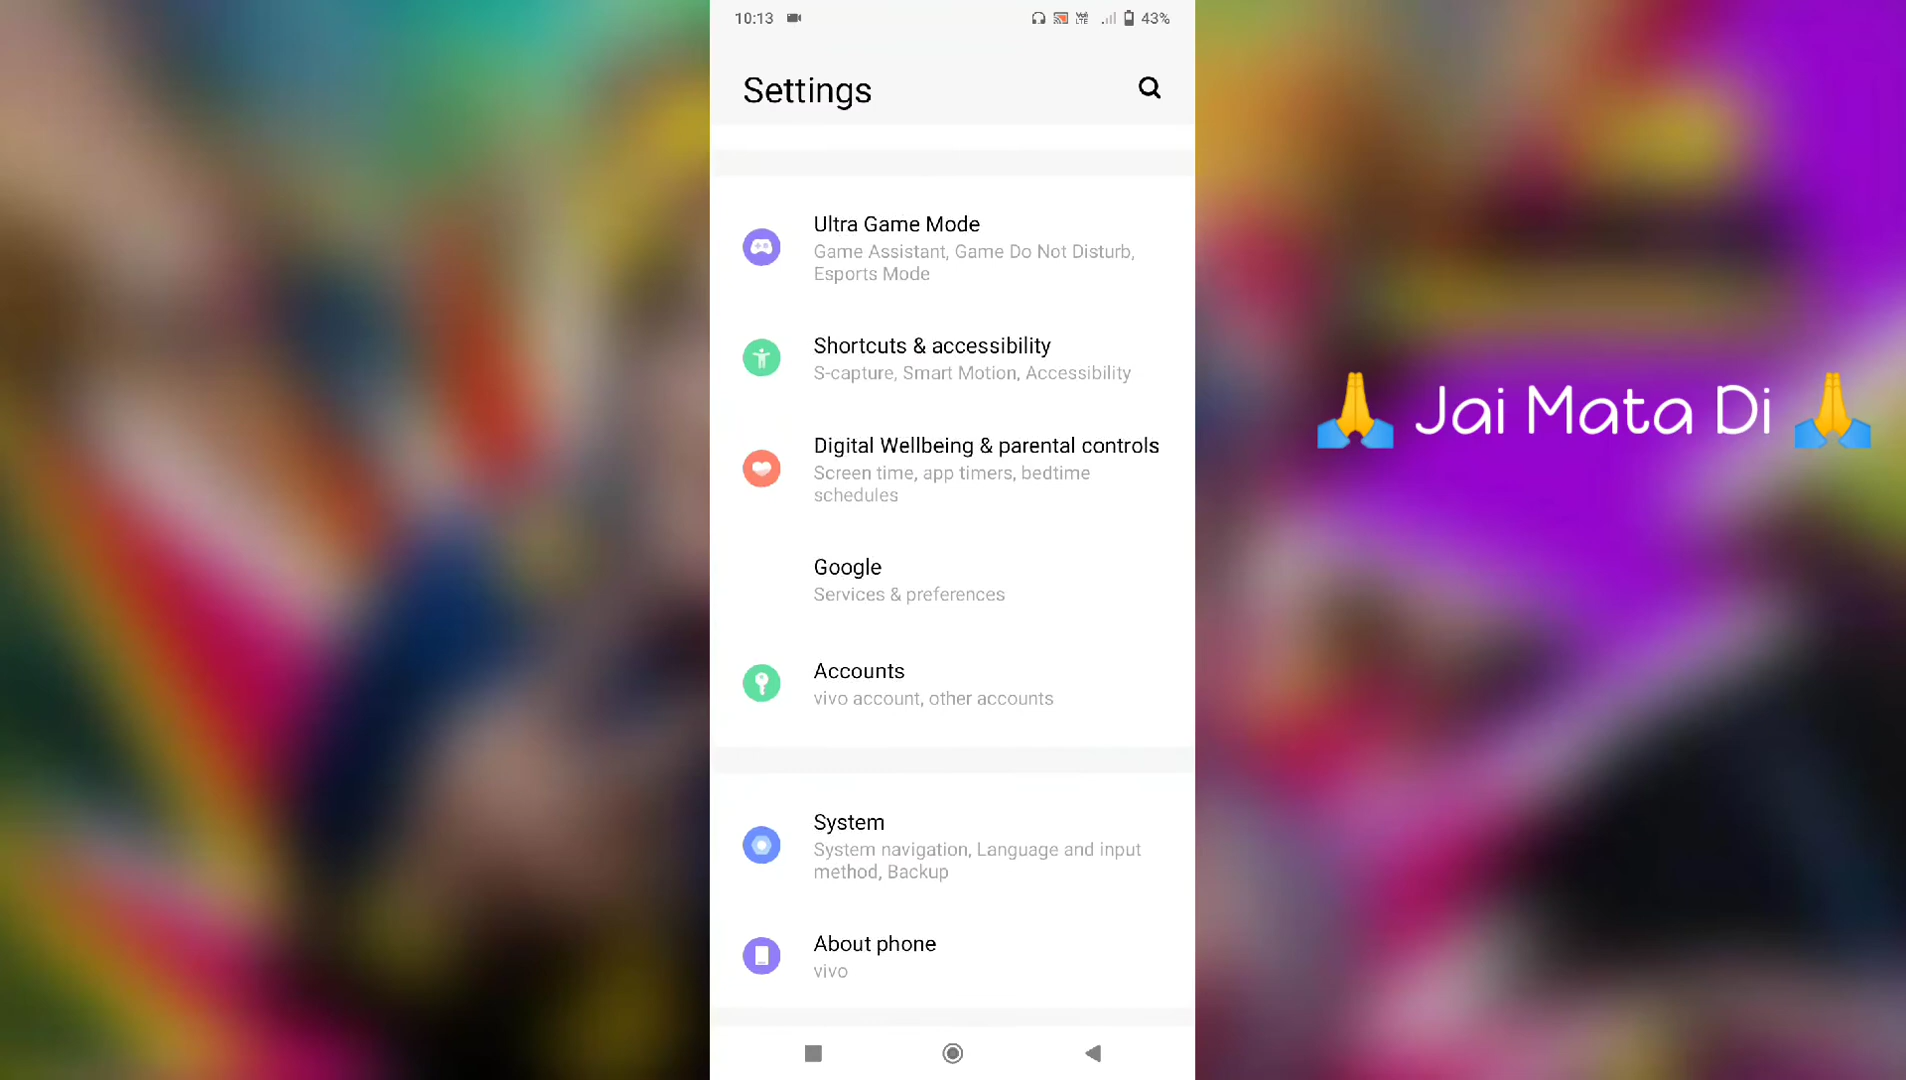 10:13
43%
Settings
Ultra Game Mode
Game Assistant, Game Do Not Disturb,
Esports Mode
Shortcuts & accessibility
S-capture, Smart Motion, Accessibility
Digital Wellbeing & parental controls
Screen time, app timers, bedtime
schedules
Google
Services & preferences
Accounts
vivo account, other accounts
System
System navigation, Language and input
method, Backup
About phone
vivo
🙏 Jai Mata Di 🙏